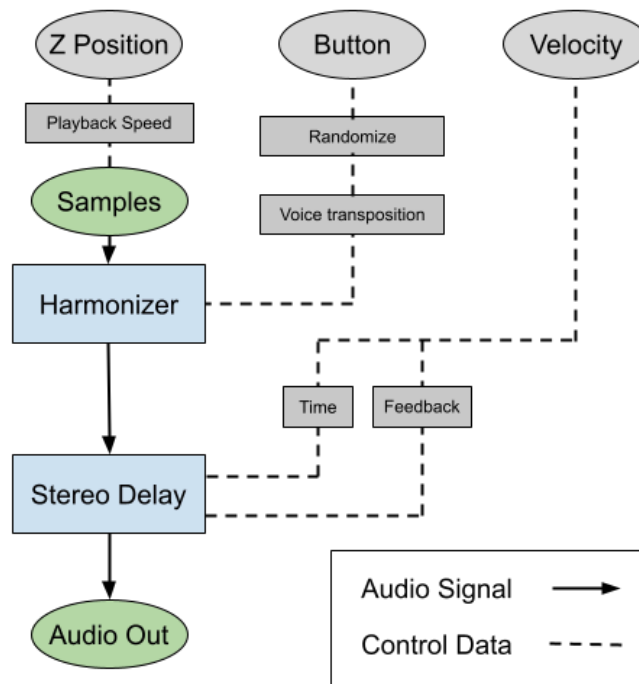 Z Position
Button
Velocity
Playback Speed
Randomize
Samples
Voice transposition
Harmonizer
Time
Feedback
Stereo Delay
Audio Signal
Audio Out
Control Data